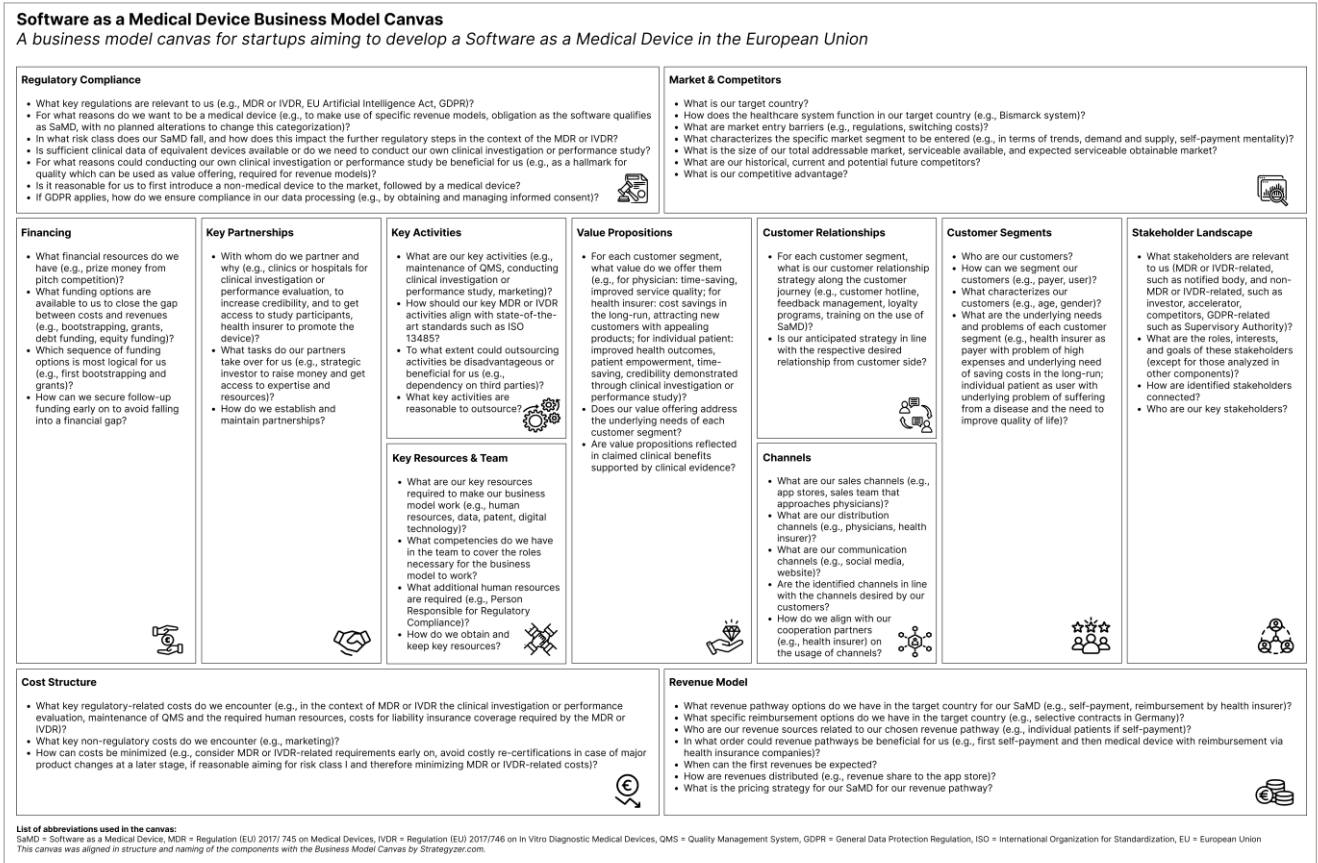 Software as a Medical Device Business Model Canvas
A business model canvas for startups aiming to develop a Software as a Medical Device in the European Union
Regulatory Compliance
• What key regulations are relevant to us (e.g., MDR or IVDR, EU Artificial Intelligence Act, GDPR)?
• For what reasons do we want to be a medical device (e.g., to make use of specific revenue models, obligation as the software qualifies
as SaMD, with no planned alterations to change this categorization)?
• In what risk class does our SaMD fall, and how does this impact the further regulatory steps in the context of the MDR or IVDR?
• Is sufficient clinical data of equivalent devices available or do we need to conduct our own clinical investigation or performance study?
• For what reasons could conducting our own clinical investigation or performance study be beneficial for us (e.g., as a hallmark for
quality which can be used as value offering, required for revenue models)?
• Is it reasonable for us to first introduce a non-medical device to the market, followed by a medical device?
• If GDPR applies, how do we ensure compliance in our data processing (e.g., by obtaining and managing informed consent)?
Market & Competitors
• What is our target country?
• How does the healthcare system function in our target country (e.g., Bismarck system)?
• What are market entry barriers (e.g., regulations, switching costs)?
• What characterizes the specific market segment to be entered (e.g., in terms of trends, demand and supply, self-payment mentality)?
• What is the size of our total addressable market, serviceable available, and expected serviceable obtainable market?
• What are our historical, current and potential future competitors?
• What is our competitive advantage?
Financing
• What financial resources do we
have (e.g., prize money from
pitch competition)?
• What funding options are
available to us to close the gap
between costs and revenues
(e.g., bootstrapping, grants,
debt funding, equity funding)?
• Which sequence of funding
options is most logical for us
(e.g., first bootstrapping and
grants)?
• How can we secure follow-up
funding early on to avoid falling
into a financial gap?
Key Partnerships
• With whom do we partner and
why (e.g., clinics or hospitals for
clinical investigation or
performance evaluation, to
increase credibility, and to get
access to study participants,
health insurer to promote the
device)?
• What tasks do our partners
take over for us (e.g., strategic
investor to raise money and get
access to expertise and
resources)?
• How do we establish and
maintain partnerships?
Key Activities
• What are our key activities (e.g.,
maintenance of QMS, conducting
clinical investigation or
performance study, marketing)?
• How should our key MDR or IVDR
activities align with state-of-the-
art standards such as ISO
13485?
• To what extent could outsourcing
activities be disadvantageous or
beneficial for us (e.g.,
dependency on third parties)?
• What key activities are
reasonable to outsource?
Key Resources & Team
• What are our key resources
required to make our business
model work (e.g., human
resources, data, patent, digital
technology)?
• What competencies do we have
in the team to cover the roles
necessary for the business
model to work?
• What additional human resources
are required (e.g., Person
Responsible for Regulatory
Compliance)?
• How do we obtain and
keep key resources?
Value Propositions
• For each customer segment,
what value do we offer them
(e.g., for physician: time-saving,
improved service quality; for
health insurer: cost savings in
the long-run, attracting new
customers with appealing
products; for individual patient:
improved health outcomes,
patient empowerment, time-
saving, credibility demonstrated
through clinical investigation or
performance study)?
• Does our value offering address
the underlying needs of each
customer segment?
• Are value propositions reflected
in claimed clinical benefits
supported by clinical evidence?
Customer Relationships
• For each customer segment,
what is our customer relationship
strategy along the customer
journey (e.g., customer hotline,
feedback management, loyalty
programs, training on the use of
SaMD)?
• Is our anticipated strategy in
line with the respective desired
relationship from customer side?
Channels
• What are our sales channels (e.g.,
app stores, sales team that
approaches physicians)?
• What are our distribution
channels (e.g., physicians, health
insurer)?
• What are our communication
channels (e.g., social media,
website)?
• Are the identified channels in line
with the channels desired by our
customers?
• How do we align with our
cooperation partners
(e.g., health insurer) on
the usage of channels?
Customer Segments
• Who are our customers?
• How can we segment our
customers (e.g., payer, user)?
• What characterizes our
customers (e.g., age, gender)?
• What are the underlying needs
and problems of each customer
segment (e.g., health insurer as
payer with problem of high
expenses and underlying need
of saving costs in the long-run;
individual patient as user with
underlying problem of suffering
from a disease and the need to
improve quality of life)?
Stakeholder Landscape
• What stakeholders are relevant
to us (MDR or IVDR-related,
such as notified body, and non-
MDR or IVDR-related, such as
investor, accelerator,
competitors, GDPR-related
such as Supervisory Authority)?
• What are the roles, interests,
and goals of these stakeholders
(except for those analyzed in
other components)?
• How are identified stakeholders
connected?
• Who are our key stakeholders?
Cost Structure
• What key regulatory-related costs do we encounter (e.g., in the context of MDR or IVDR the clinical investigation or performance
evaluation, maintenance of QMS and the required human resources, costs for liability insurance coverage required by the MDR or
IVDR)?
• What key non-regulatory costs do we encounter (e.g., marketing)?
• How can costs be minimized (e.g., consider MDR or IVDR-related requirements early on, avoid costly re-certifications in case of major
product changes at a later stage, if reasonable aiming for risk class I and therefore minimizing MDR or IVDR-related costs)?
Revenue Model
• What revenue pathway options do we have in the target country for our SaMD (e.g., self-payment, reimbursement by health insurer)?
• What specific reimbursement options do we have in the target country (e.g., selective contracts in Germany)?
• Who are our revenue sources related to our chosen revenue pathway (e.g., individual patients if self-payment)?
• In what order could revenue pathways be beneficial for us (e.g., first self-payment and then medical device with reimbursement via
health insurance companies)?
• When can the first revenues be expected?
• How are revenues distributed (e.g., revenue share to the app store)?
• What is the pricing strategy for our SaMD for our revenue pathway?
List of abbreviations used in the canvas:
SaMD = Software as a Medical Device, MDR = Regulation (EU) 2017/ 745 on Medical Devices, IVDR = Regulation (EU) 2017/746 on In Vitro Diagnostic Medical Devices, QMS = Quality Management System, GDPR = General Data Protection Regulation, ISO = International Organization for Standardization, EU = European Union
This canvas was aligned in structure and naming of the components with the Business Model Canvas by Strategyzer.com.